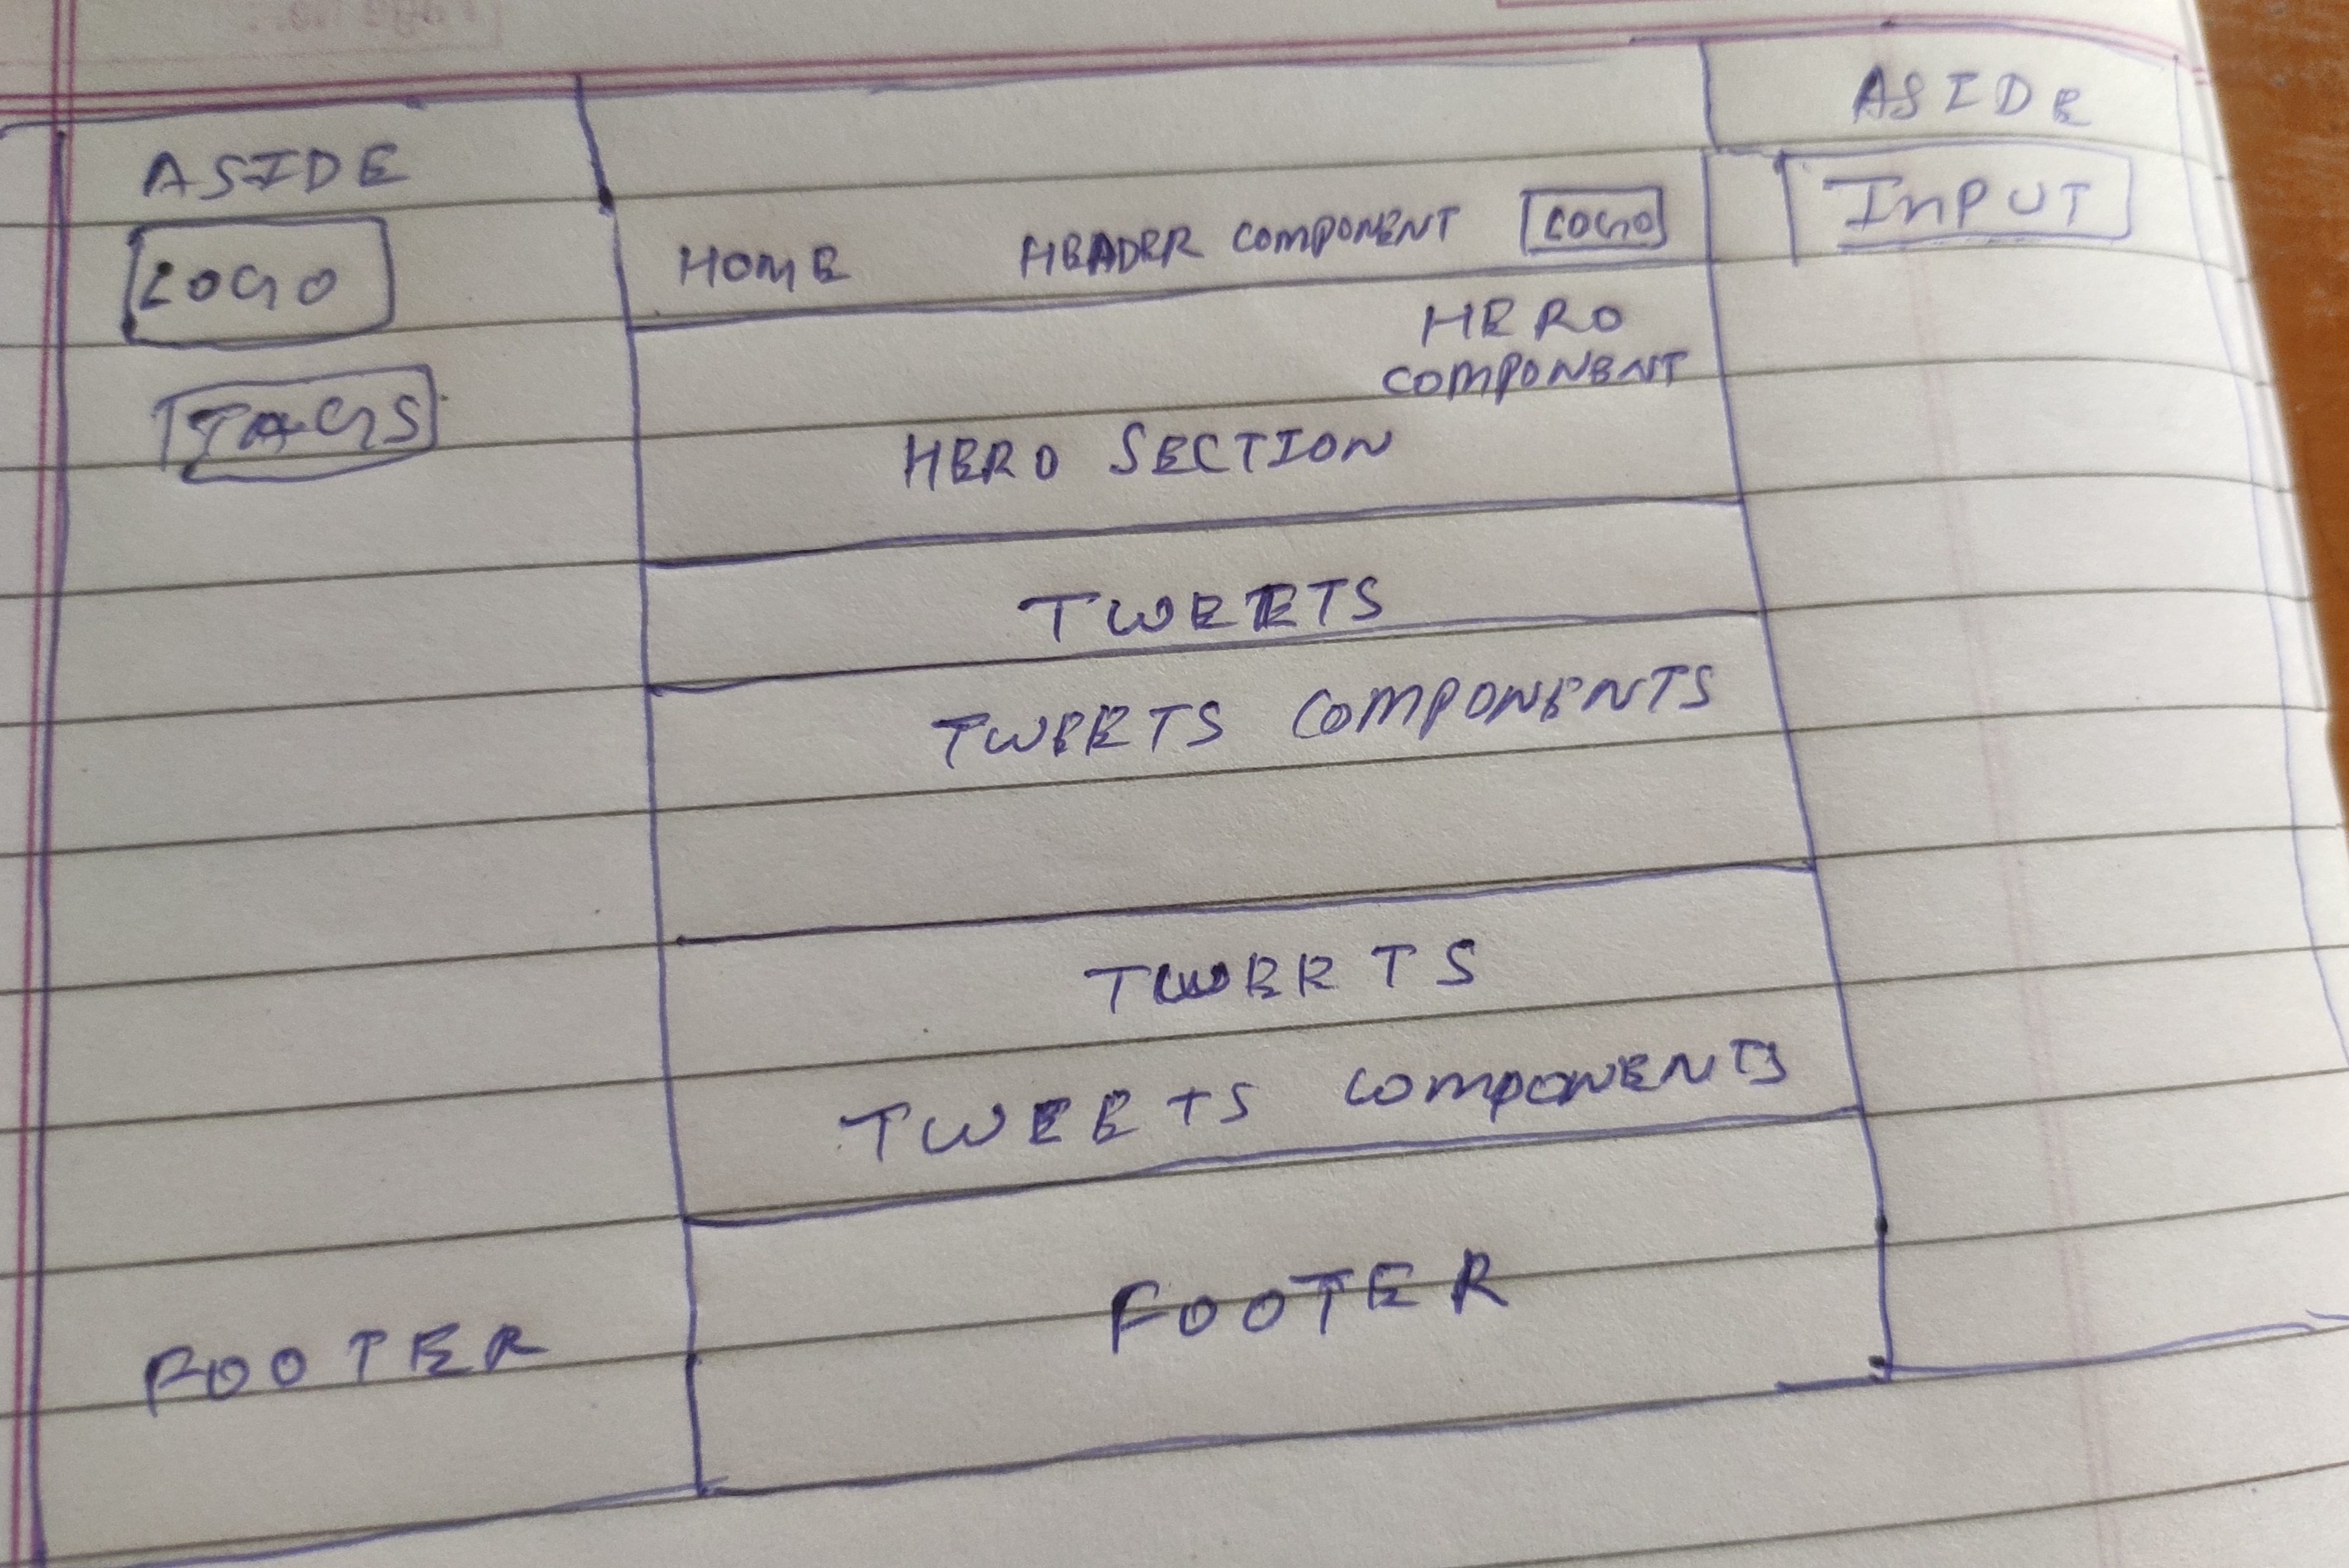 ASIDE
LOGO
TAGS
FOOTER
HOME HEADER COMPONENT LOGO
HERO
COMPONENT
HERO SECTION
TWEETS
TWEETS COMPONENTS
TWEETS
TWEETS COMPONENTS
FOOTER
ASIDE
INPUT